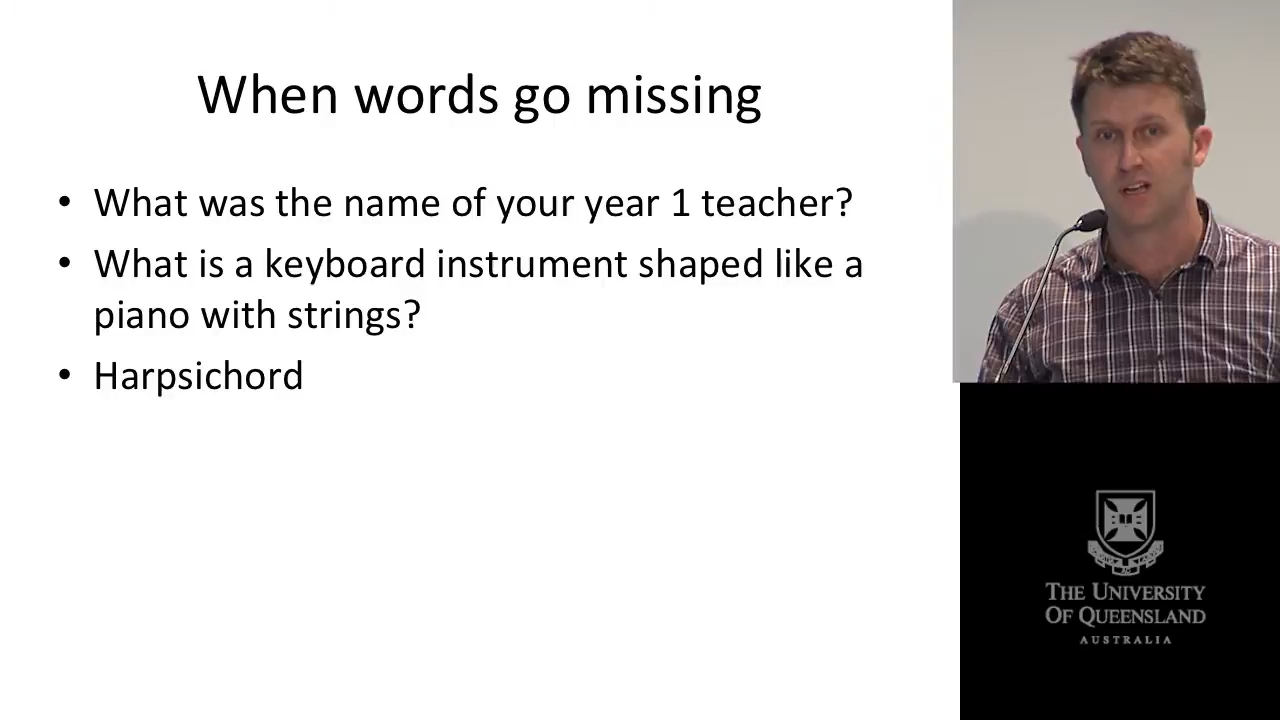 When words go missing
• What was the name of your year 1 teacher?
• What is a keyboard instrument shaped like a
piano with strings?
• Harpsichord
THE UNIVERSITY
OF QUEENSLAND
AUSTRALIA